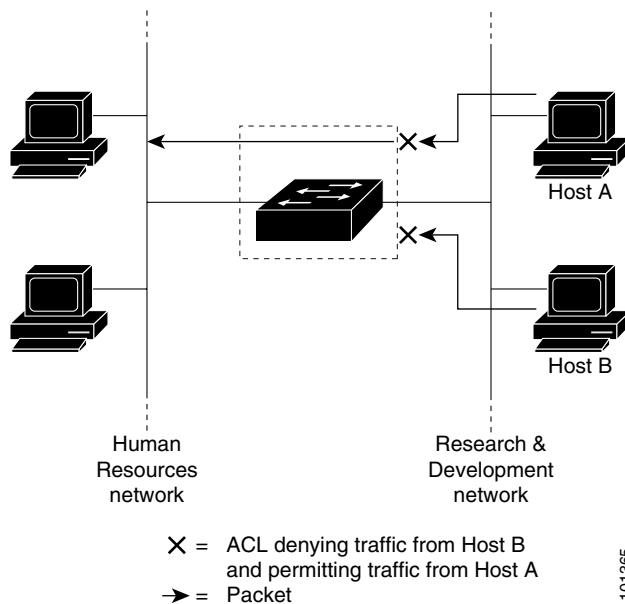 Host A
Host B
Human
Resources
network
Research &
Development
network
X = ACL denying traffic from Host B
and permitting traffic from Host A
→ = Packet
101365